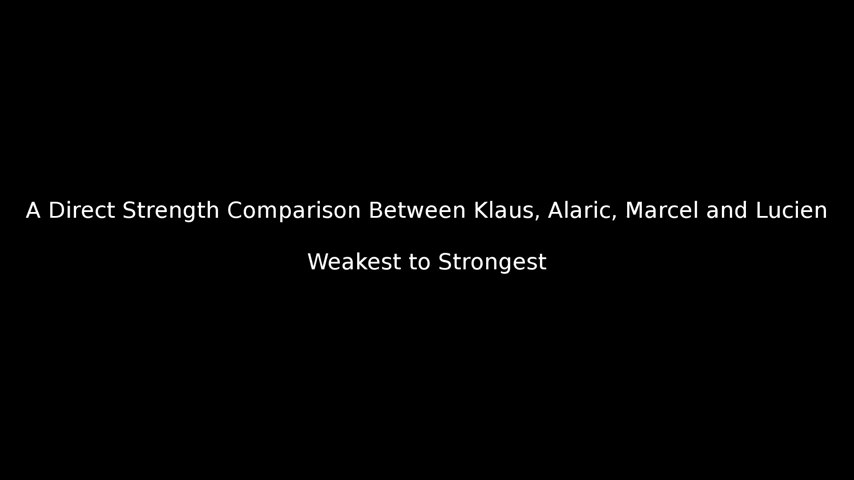 A Direct Strength Comparison Between Klaus, Alaric, Marcel and Lucien
Weakest to Strongest